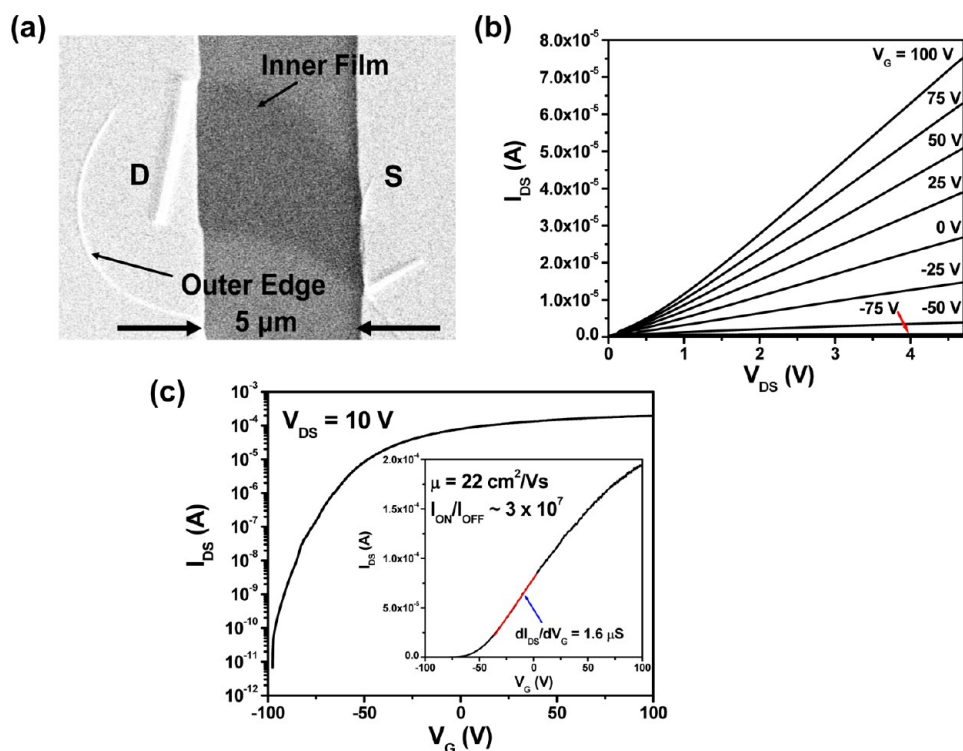 (a)
Inner Film
D
S
Outer Edge
5 μm
(b)
8.0x10⁻⁵
7.0x10⁻⁵
6.0x10⁻⁵
5.0x10⁻⁵
4.0x10⁻⁵
3.0x10⁻⁵
2.0x10⁻⁵
1.0x10⁻⁵
0.0
I_DS (A)
V_G = 100 V
75 V
50 V
25 V
0 V
-25 V
-50 V
-75 V
0 1 2 3 4
V_DS (V)
(c)
10⁻³
10⁻⁴
10⁻⁵
10⁻⁶
10⁻⁷
10⁻⁸
10⁻⁹
10⁻¹⁰
10⁻¹¹
10⁻¹²
I_DS (A)
V_DS = 10 V
-100 -50 0 50 100
V_G (V)
2.0x10⁻⁴
1.5x10⁻⁴
1.0x10⁻⁴
5.0x10⁻⁵
0.0
I_DS (A)
μ = 22 cm²/Vs
I_ON/I_OFF ~ 3 x 10⁷
dI_DS/dV_G = 1.6 μS
-100 -50 0 50 100
V_G (V)